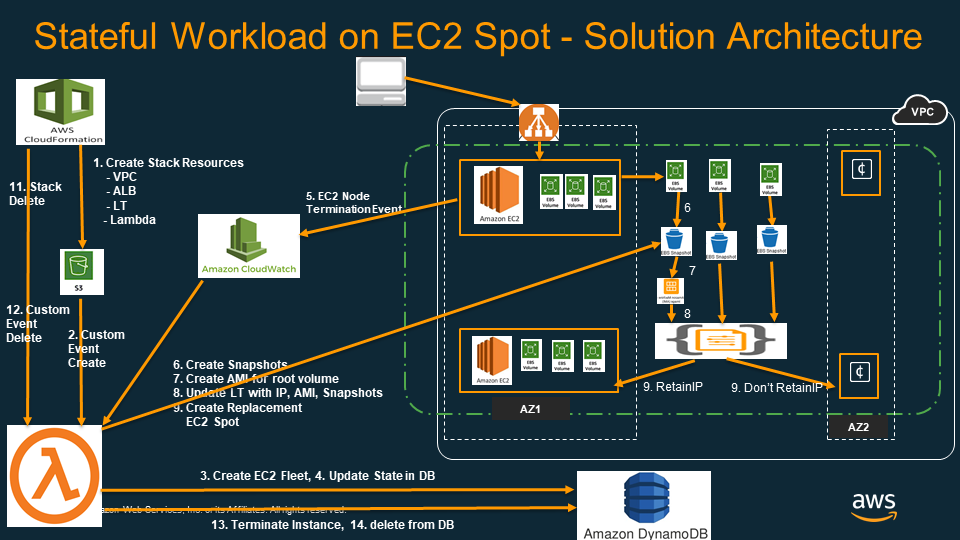 Stateful Workload on EC2 Spot - Solution Architecture
VPC
AWS
CloudFormation
1. Create Stack Resources
- VPC
- ALB
- LT
- Lambda
11. Stack
Delete
5. EC2 Node
Termination Event
Amazon EC2
EBS
Volume
EBS
Volume
EBS
Volume
EBS
Volume
EBS
Volume
EBS
Volume
¢
6
Amazon CloudWatch
EBS Snapshot
EBS Snapshot
EBS Snapshot
S3
7
12. Custom
Event
Delete
2. Custom
Event
Create
8
6. Create Snapshots
7. Create AMI for root volume
8. Update LT with IP, AMI, Snapshots
9. Create Replacement
EC2 Spot
Amazon EC2
EBS
Volume
EBS
Volume
EBS
Volume
9. RetainIP
9. Don't RetainIP
¢
AZ1
AZ2
λ
3. Create EC2 Fleet, 4. Update State in DB
Web Services, Inc. or its Affiliates. All rights reserved.
13. Terminate Instance, 14. delete from DB
Amazon DynamoDB
aws